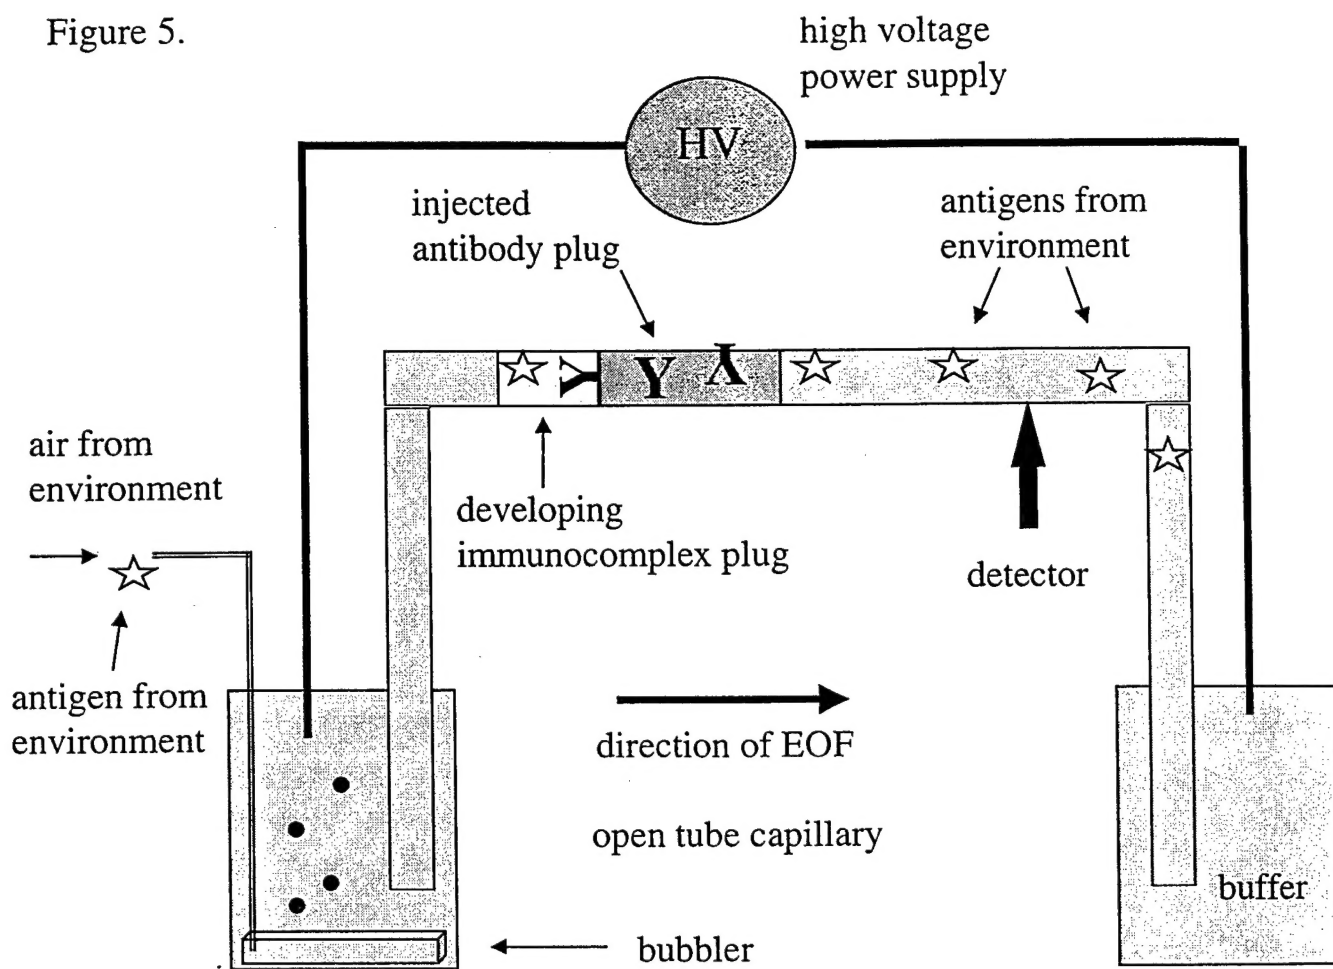 Figure 5.
high voltage
power supply
HV
injected
antibody plug
antigens from
environment
Y
Y
Y
air from
environment
developing
immunocomplex plug
detector
antigen from
environment
direction of EOF
open tube capillary
buffer
bubbler